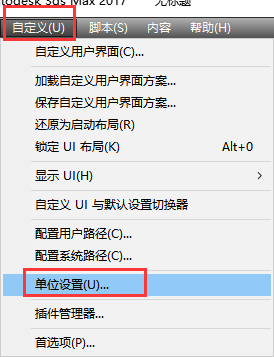 todesk 3ds Max 2017 无标题
自定义(U) 脚本(S) 内容 帮助(H)
自定义用户界面(C)...
加载自定义用户界面方案...
保存自定义用户界面方案...
还原为启动布局(R)
锁定 UI 布局(K) Alt+0
显示 UI(H)
自定义 UI 与默认设置切换器
配置用户路径(C)...
配置系统路径(C)...
单位设置(U)...
插件管理器...
首选项(P)...